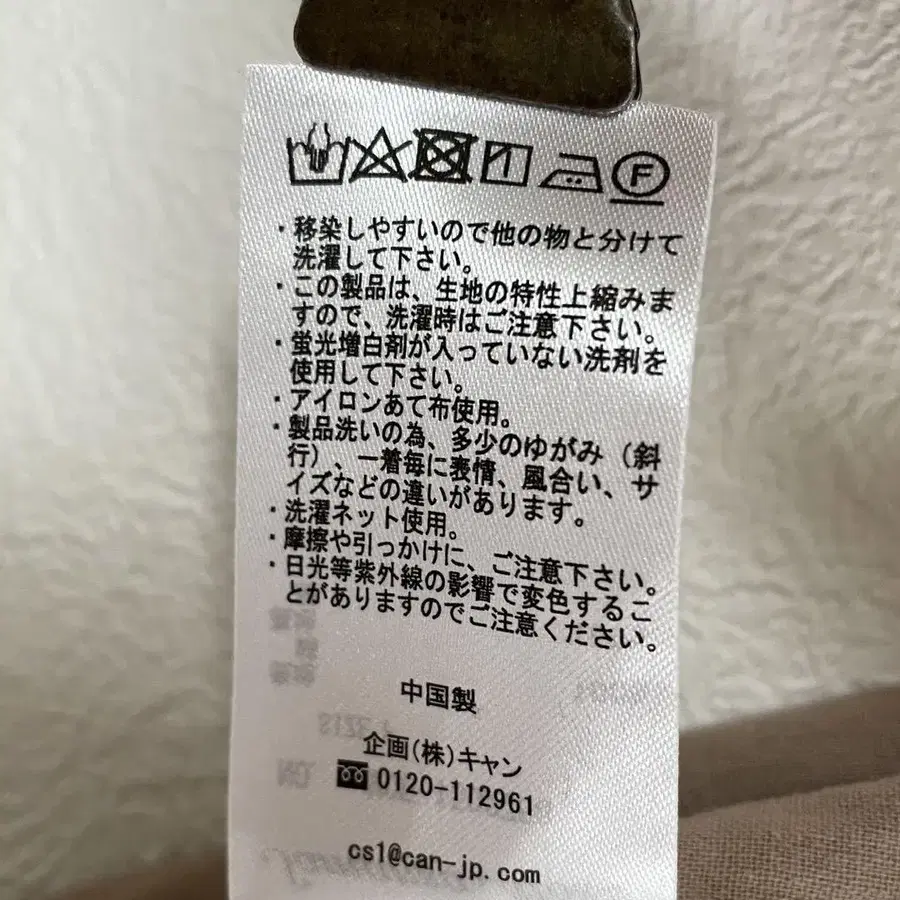 F
・移染しやすいので他の物と分けて
洗濯して下さい。
・この製品は、生地の特性上縮みま
すので、洗濯時はご注意下さい。
・蛍光増白剤が入っていない洗剤を
使用して下さい。
・アイロンあて布使用。
・製品洗いの為、多少のゆがみ（斜
行）、一着毎に表情、風合い、サ
イズなどの違いがあります。
・洗濯ネット使用。
・摩擦や引っかけに、ご注意下さい。
・日光等紫外線の影響で変色するこ
とがありますのでご注意ください。
中国製
SIZE
企画(株)キャン
NO.
0120-112961
cs1@can-jp.com